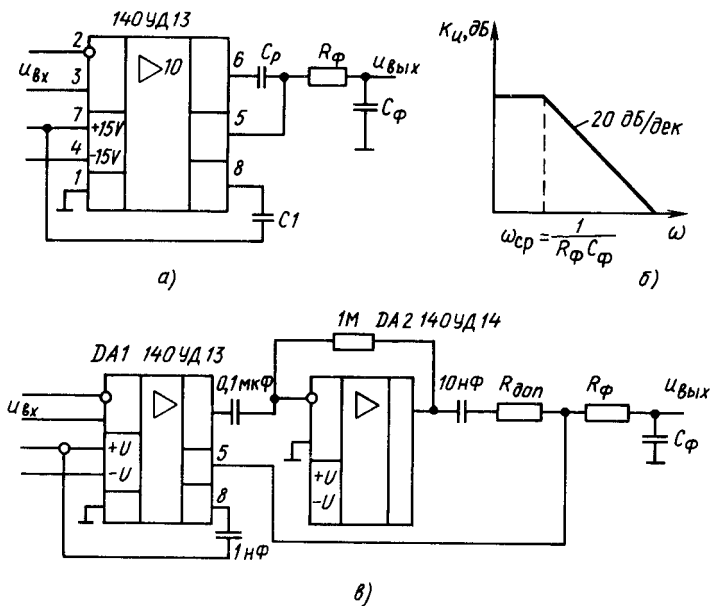 140УД13
2
uвх
3
7
4
1
+15V
-15V
▷10
6
5
8
Cр
Rф
uвых
Cф
C1
а)
Kи, дБ
20 дБ/дек
ωср = 1/RфCф
ω
б)
DA1 140УД13
uвх
+U
-U
▷
5
8
1нФ
0,1мкФ
1М
DA2 140УД14
▷
+U
-U
10нФ
Rдоп
Rф
uвых
Cф
в)